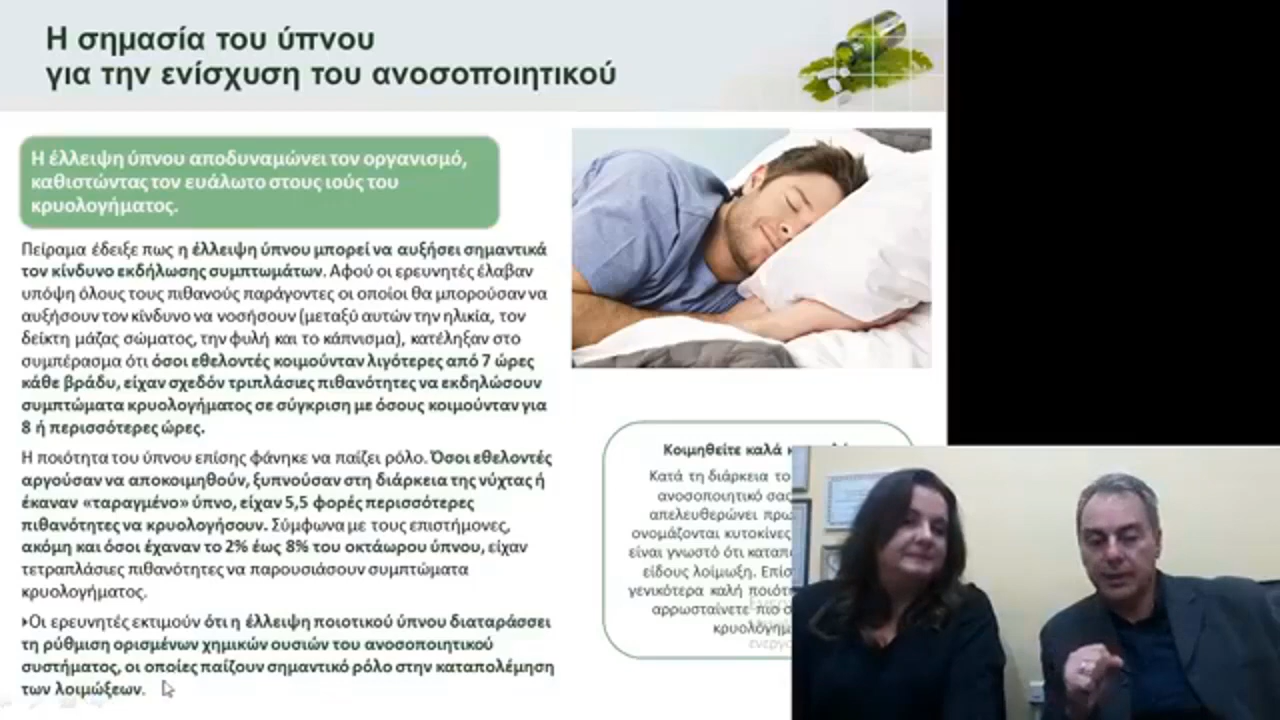 Η σημασία του ύπνου
για την ενίσχυση του ανοσοποιητικού
Η έλλειψη ύπνου αποδυναμώνει τον οργανισμό,
καθιστώντας τον ευάλωτο στους ιούς του
κρυολογήματος.
Πείραμα έδειξε πως η έλλειψη ύπνου μπορεί να αυξήσει σημαντικά
τον κίνδυνο εκδήλωσης συμπτωμάτων. Αφού οι ερευνητές έλαβαν
υπόψη όλους τους πιθανούς παράγοντες οι οποίοι θα μπορούσαν να
αυξήσουν τον κίνδυνο να νοσήσουν (μεταξύ αυτών την ηλικία, τον
δείκτη μάζας σώματος, την φυλή και το κάπνισμα), κατέληξαν στο
συμπέρασμα ότι όσοι εθελοντές κοιμούνταν λιγότερες από 7 ώρες
κάθε βράδυ, είχαν σχεδόν τριπλάσιες πιθανότητες να εκδηλώσουν
συμπτώματα κρυολογήματος σε σύγκριση με όσους κοιμούνταν για
8 ή περισσότερες ώρες.
Η ποιότητα του ύπνου επίσης φάνηκε να παίζει ρόλο. Όσοι εθελοντές
αργούσαν να αποκοιμηθούν, ξυπνούσαν στη διάρκεια της νύχτας ή
έκαναν «ταραγμένο» ύπνο, είχαν 5,5 φορές περισσότερες
πιθανότητες να κρυολογήσουν. Σύμφωνα με τους επιστήμονες,
ακόμη και όσοι έχαναν το 2% έως 8% του οκτάωρου ύπνου, είχαν
τετραπλάσιες πιθανότητες να παρουσιάσουν συμπτώματα
κρυολογήματος.
Οι ερευνητές εκτιμούν ότι η έλλειψη ποιοτικού ύπνου διαταράσσει
τη ρύθμιση ορισμένων χημικών ουσιών του ανοσοποιητικού
συστήματος, οι οποίες παίζουν σημαντικό ρόλο στην καταπολέμηση
των λοιμώξεων.
Κοιμηθείτε καλά
Κατά τη διάρκεια το
ανοσοποιητικό σας
απελευθερώνει
ονομάζονται κυτοκίνες
είναι γνωστό ότι
είδους λοίμωξη.
γενικότερα καλή
αρρωσταίνετε πιο